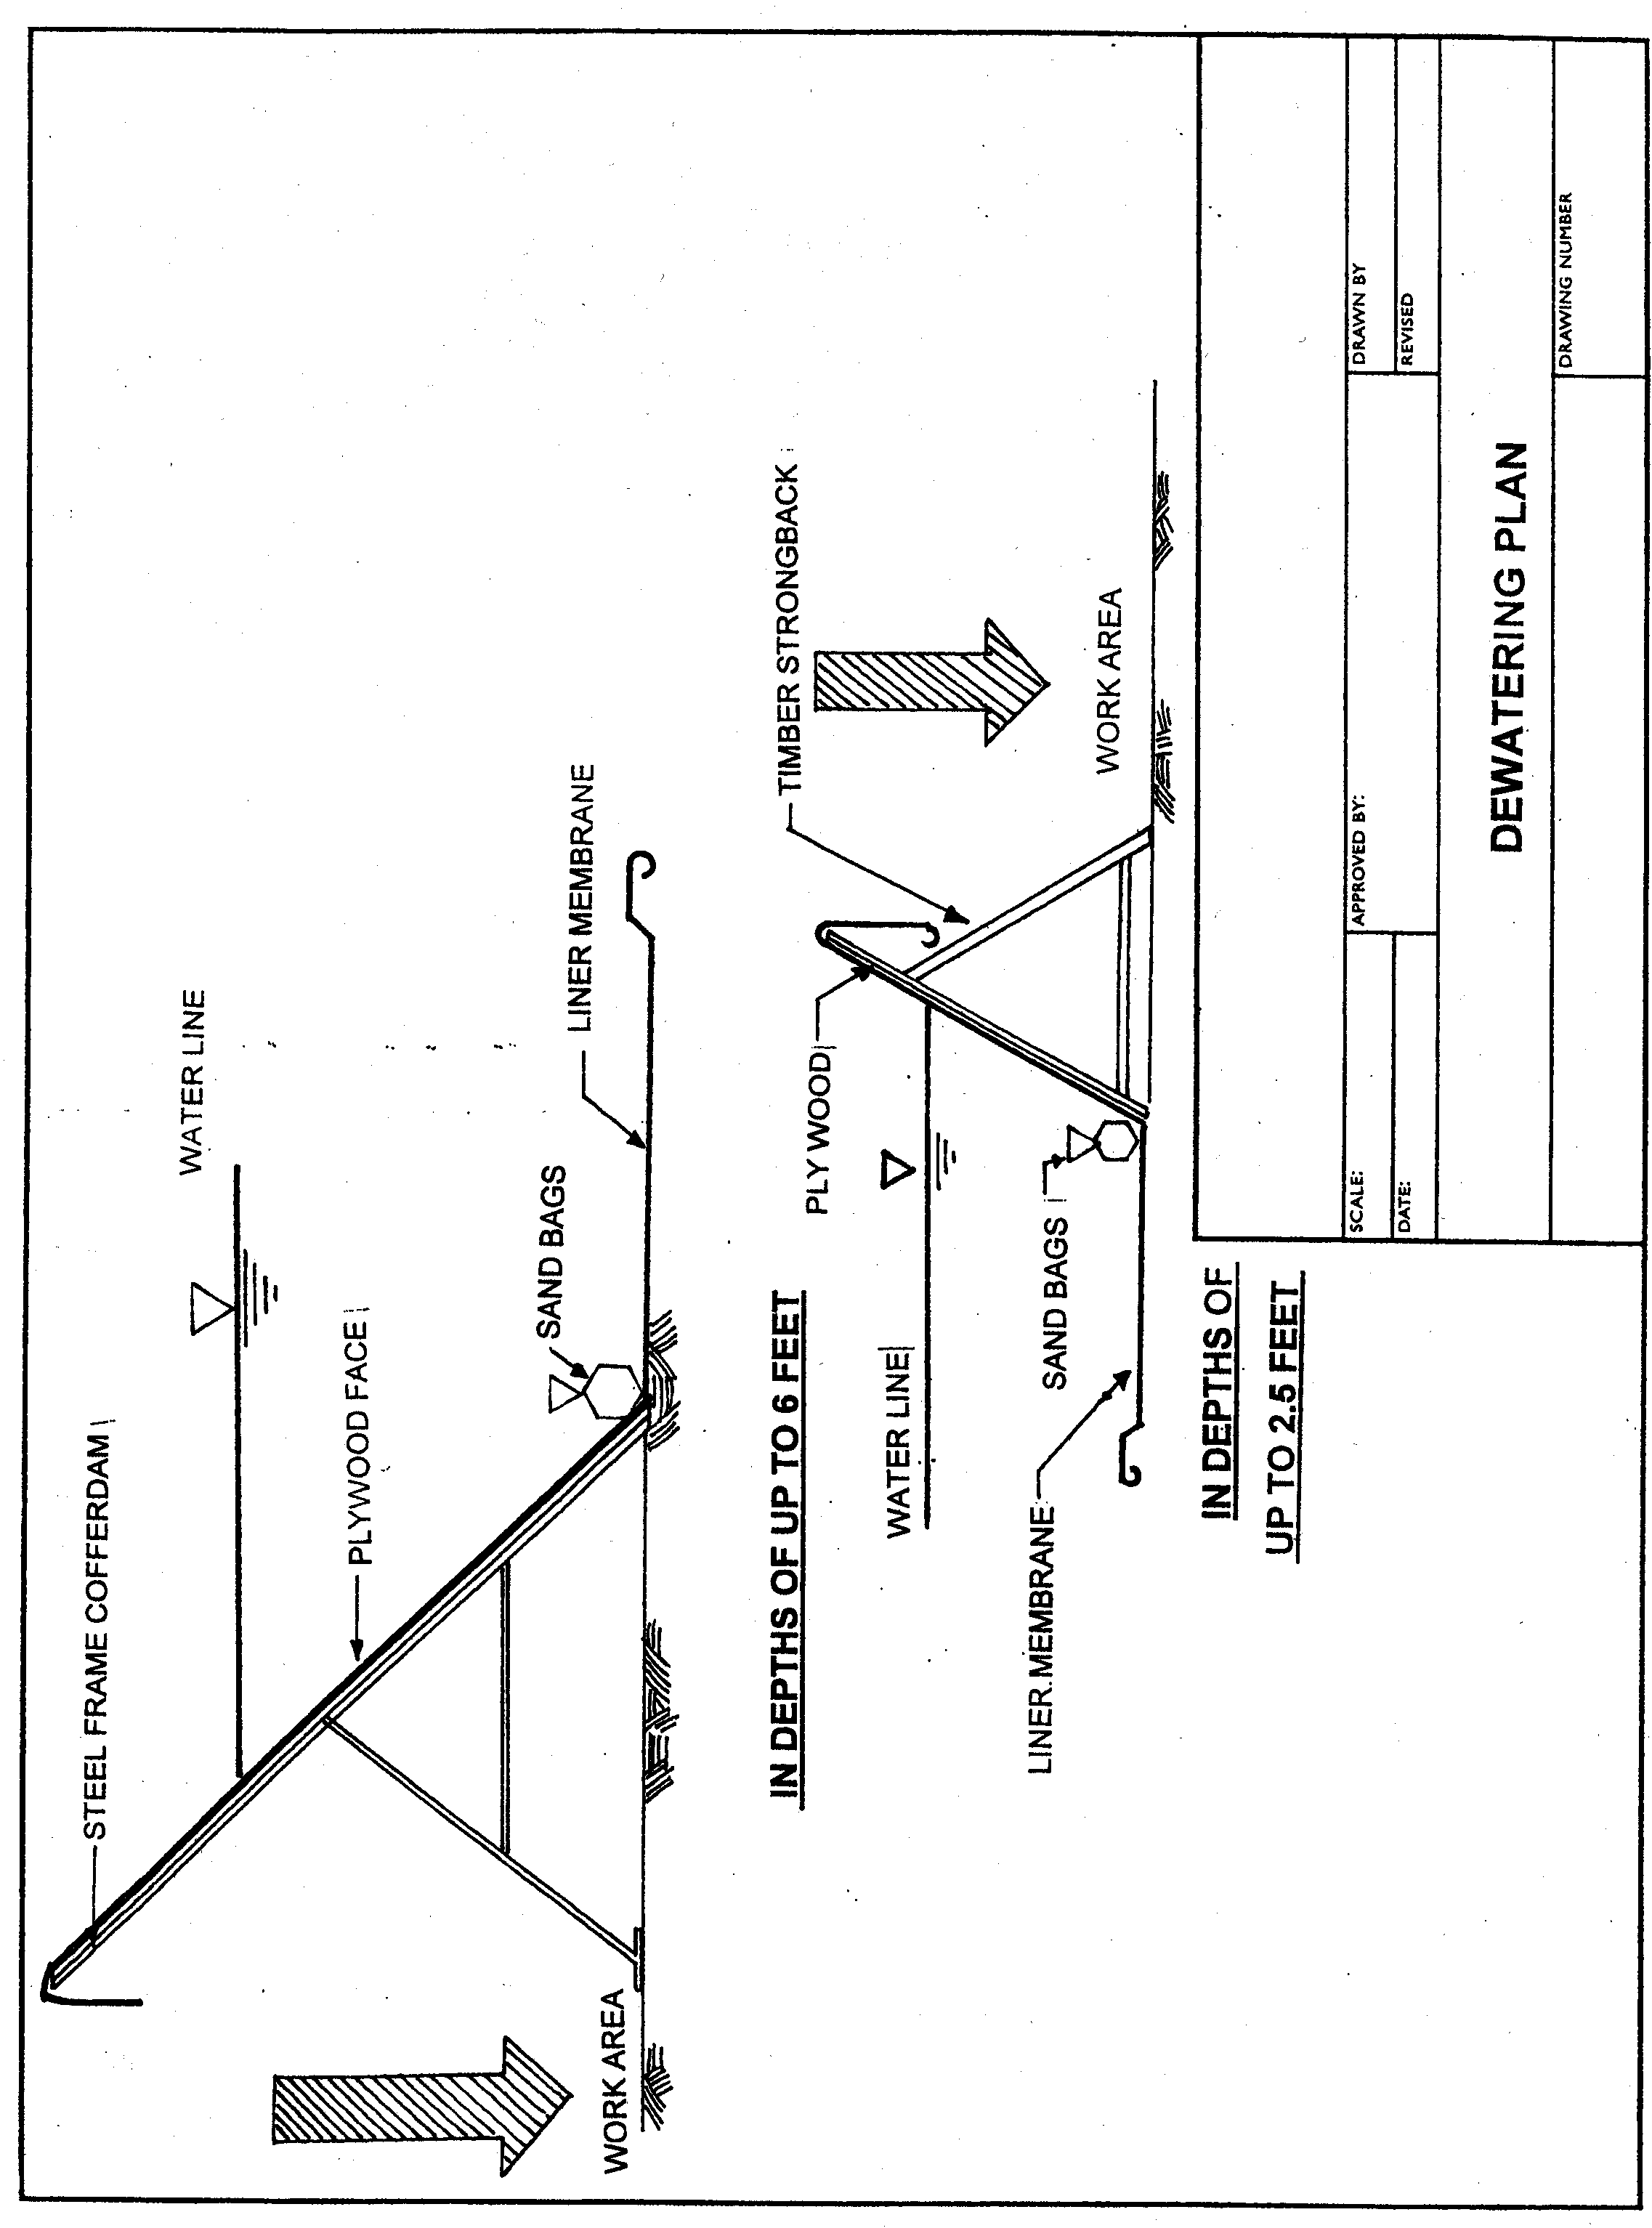 STEEL FRAME COFFERDAM
WATER LINE
PLYWOOD FACE
SAND BAGS
LINER MEMBRANE
WORK AREA
IN DEPTHS OF UP TO 6 FEET
TIMBER STRONGBACK
PLYWOOD
WATER LINE
SAND BAGS
LINER MEMBRANE
WORK AREA
IN DEPTHS OF
UP TO 2.5 FEET
SCALE:
APPROVED BY:
DRAWN BY
DATE:
REVISED
DEWATERING PLAN
DRAWING NUMBER